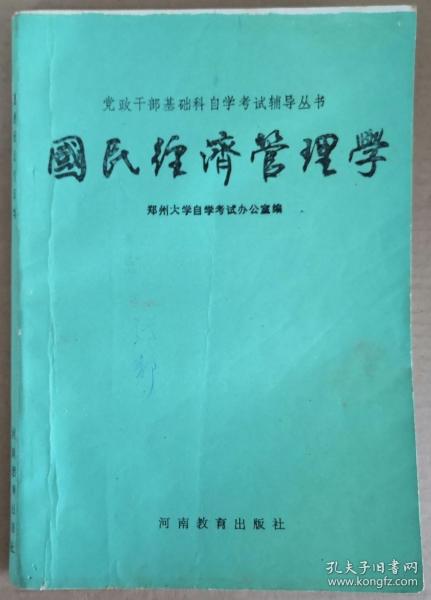 党政干部基础科自学考试辅导丛书
國民經濟管理學
郑州大学自学考试办公室编
河南教育出版社
孔夫子旧书网
www.kongfz.com